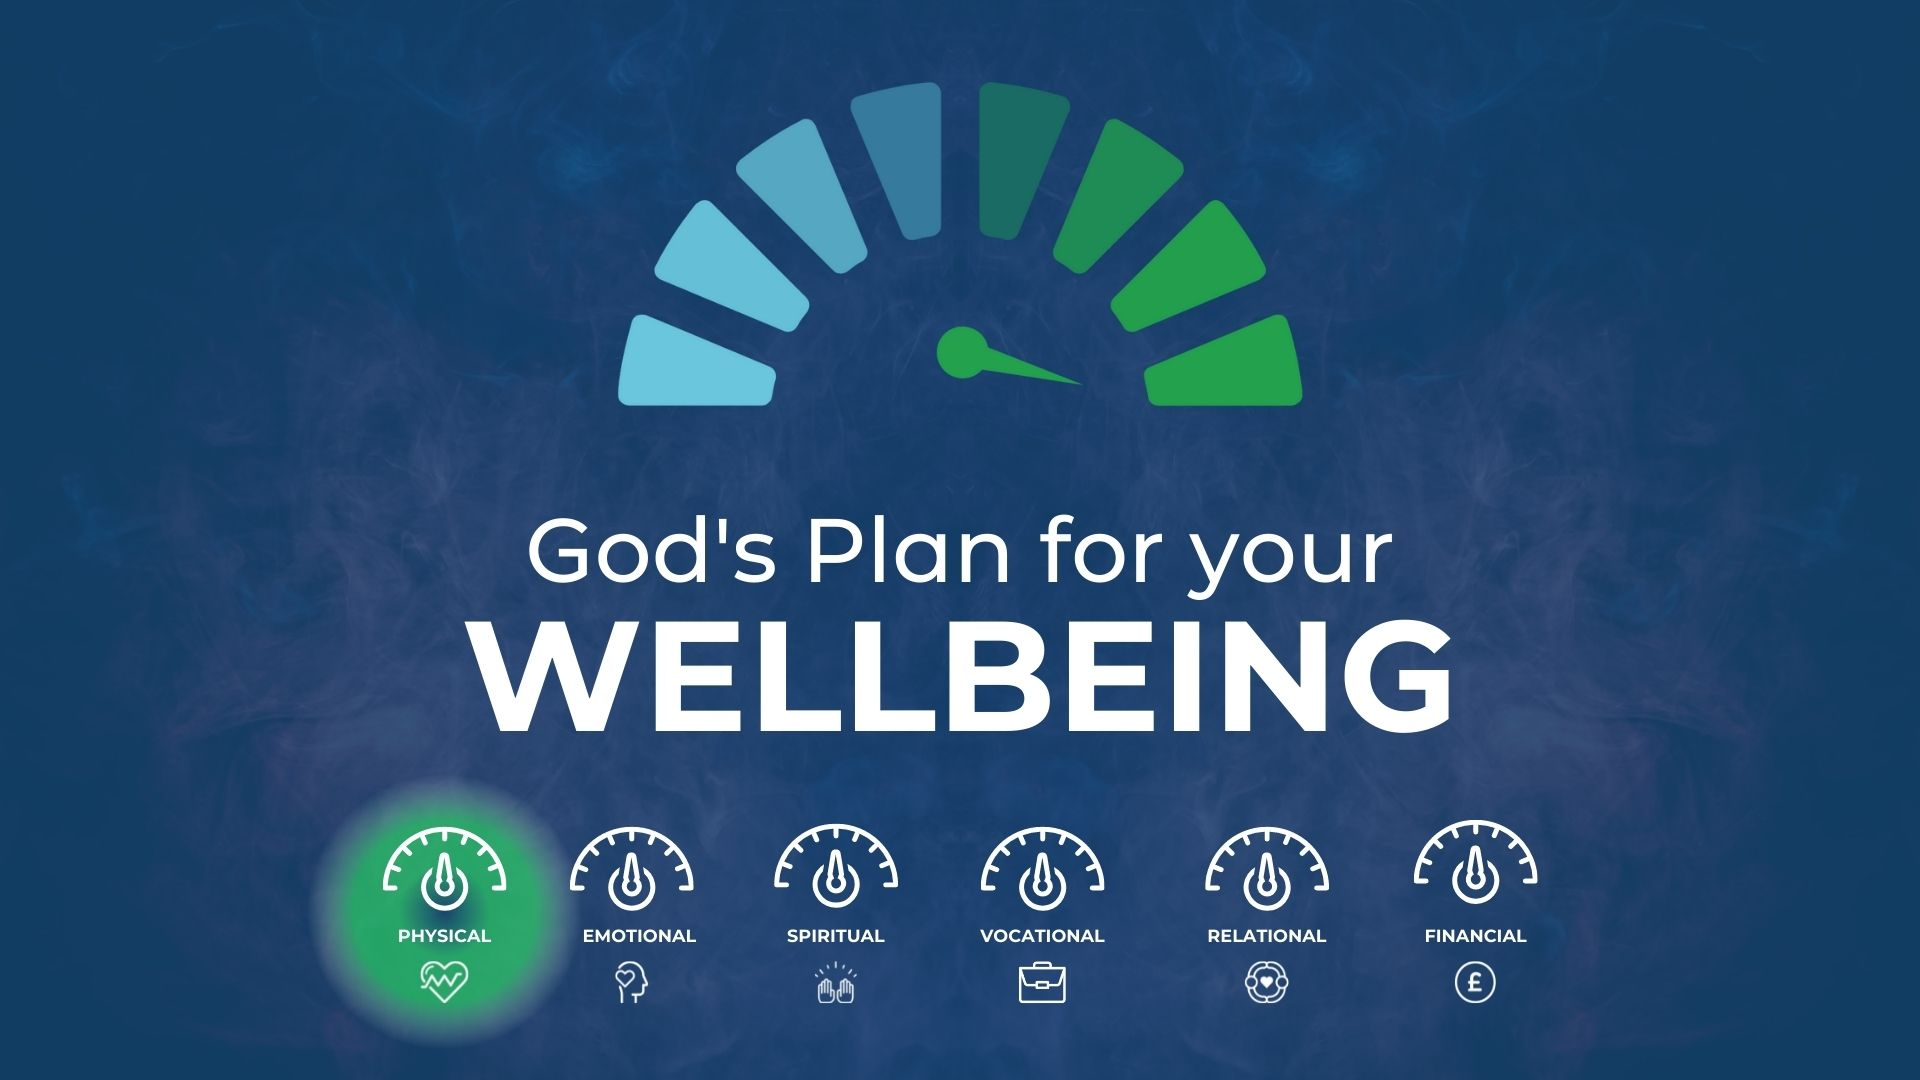 God's Plan for your
WELLBEING
PHYSICAL EMOTIONAL SPIRITUAL VOCATIONAL RELATIONAL FINANCIAL
£